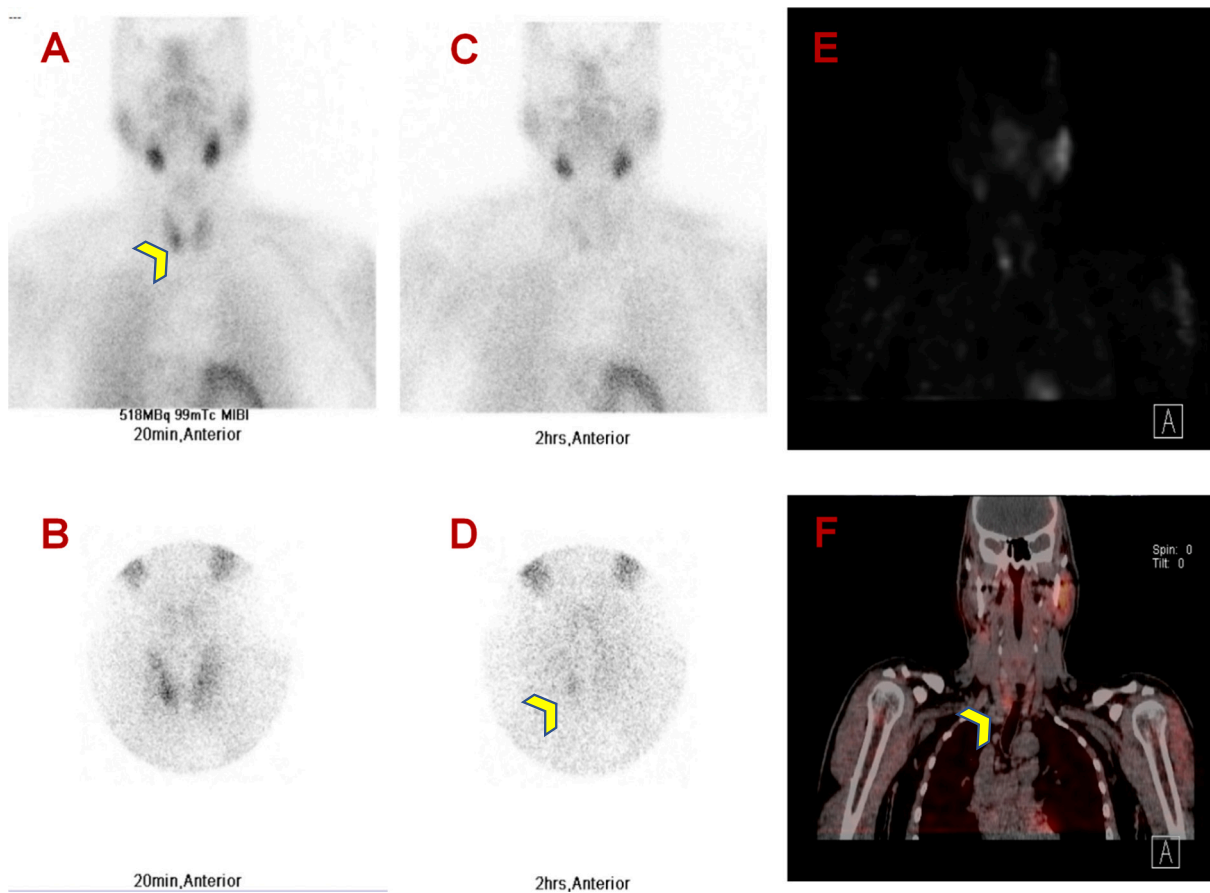 ---
A
C
E
518MBq 99mTc MIBI
20min,Anterior
2hrs,Anterior
A
B
D
F
Spin: 0
Tilt: 0
A
20min,Anterior
2hrs,Anterior